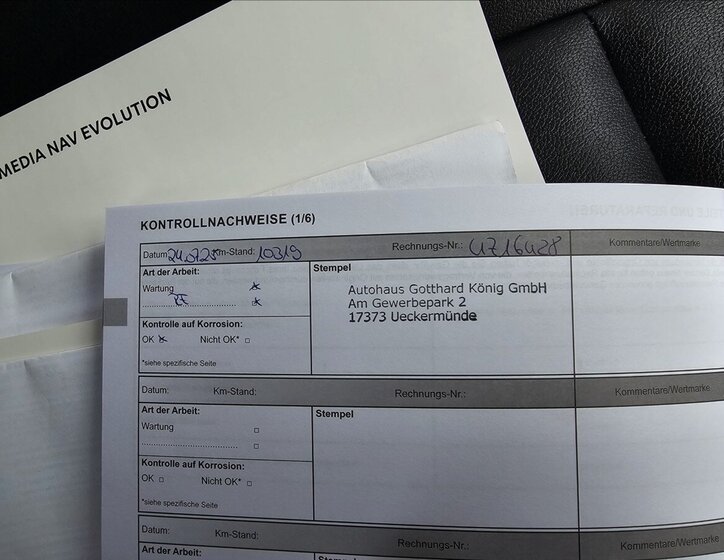 MEDIA NAV EVOLUTION
KONTROLLNACHWEISE (1/6)
Datum: 24.07.25 Km-Stand: 10319 Rechnungs-Nr.: 4716428 Kommentare/Wertmarke
Art der Arbeit:
Wartung
Stempel
Autohaus Gotthard König GmbH
Am Gewerbepark 2
17373 Ueckermünde
Kontrolle auf Korrosion:
OK Nicht OK*
*siehe spezifische Seite
Datum: Km-Stand: Rechnungs-Nr.: Kommentare/Wertmarke
Art der Arbeit:
Wartung
Stempel
Kontrolle auf Korrosion:
OK Nicht OK*
*siehe spezifische Seite
Datum: Km-Stand: Rechnungs-Nr.: Kommentare/Wertmarke
Art der Arbeit:
Stempel